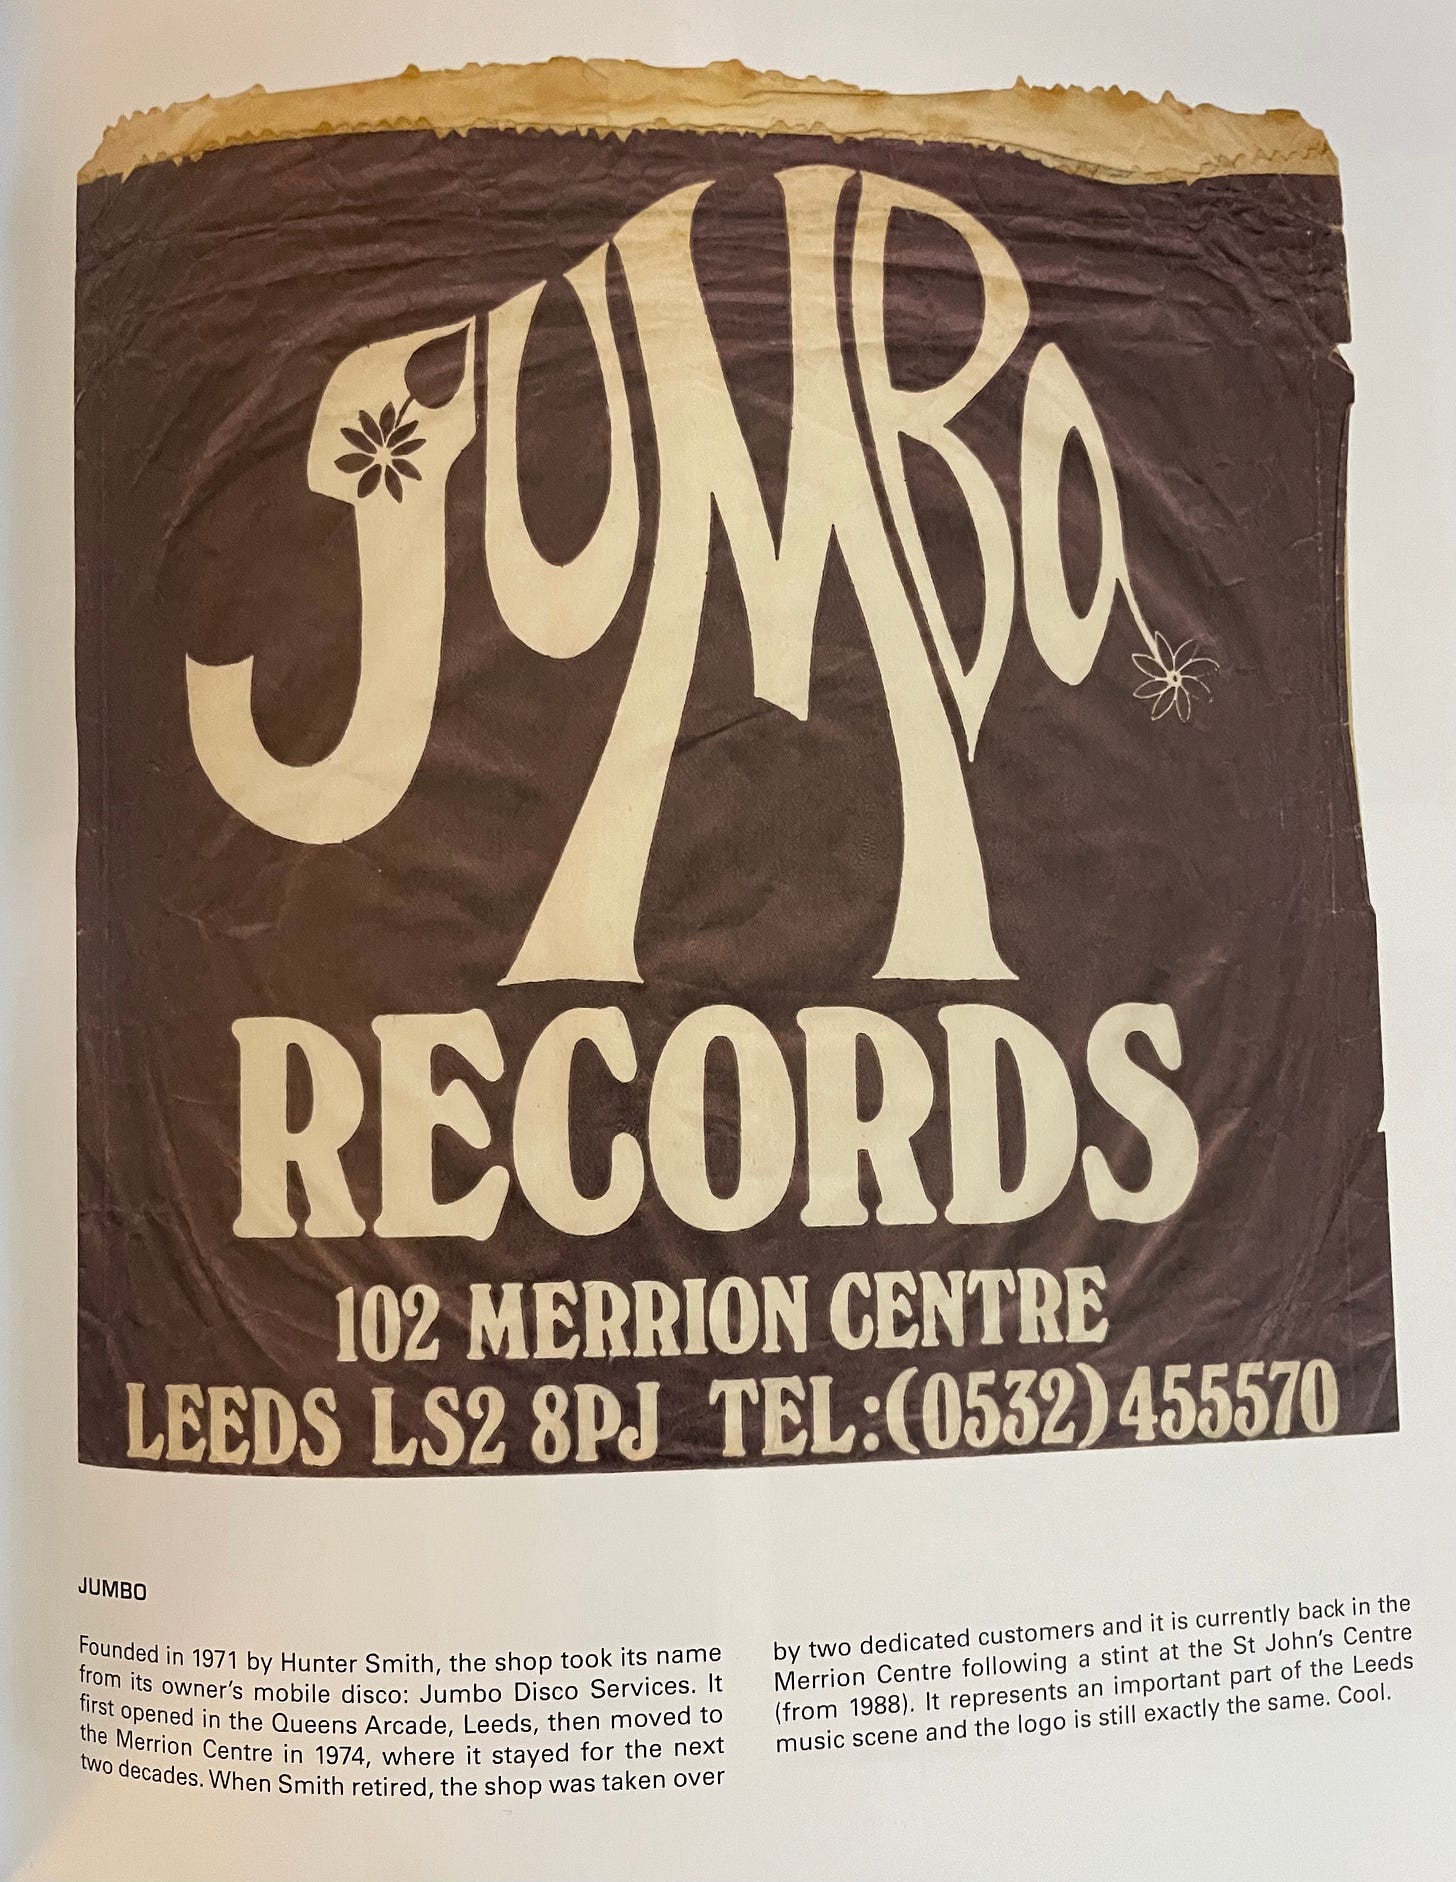 JUMBO
RECORDS
102 MERRION CENTRE
LEEDS LS2 8PJ TEL:(0532)455570
JUMBO
Founded in 1971 by Hunter Smith, the shop took its name
from its owner's mobile disco: Jumbo Disco Services. It
first opened in the Queens Arcade, Leeds, then moved to
the Merrion Centre in 1974, where it stayed for the next
two decades. When Smith retired, the shop was taken over
by two dedicated customers and it is currently back in the
Merrion Centre following a stint at the St John's Centre
(from 1988). It represents an important part of the Leeds
music scene and the logo is still exactly the same. Cool.